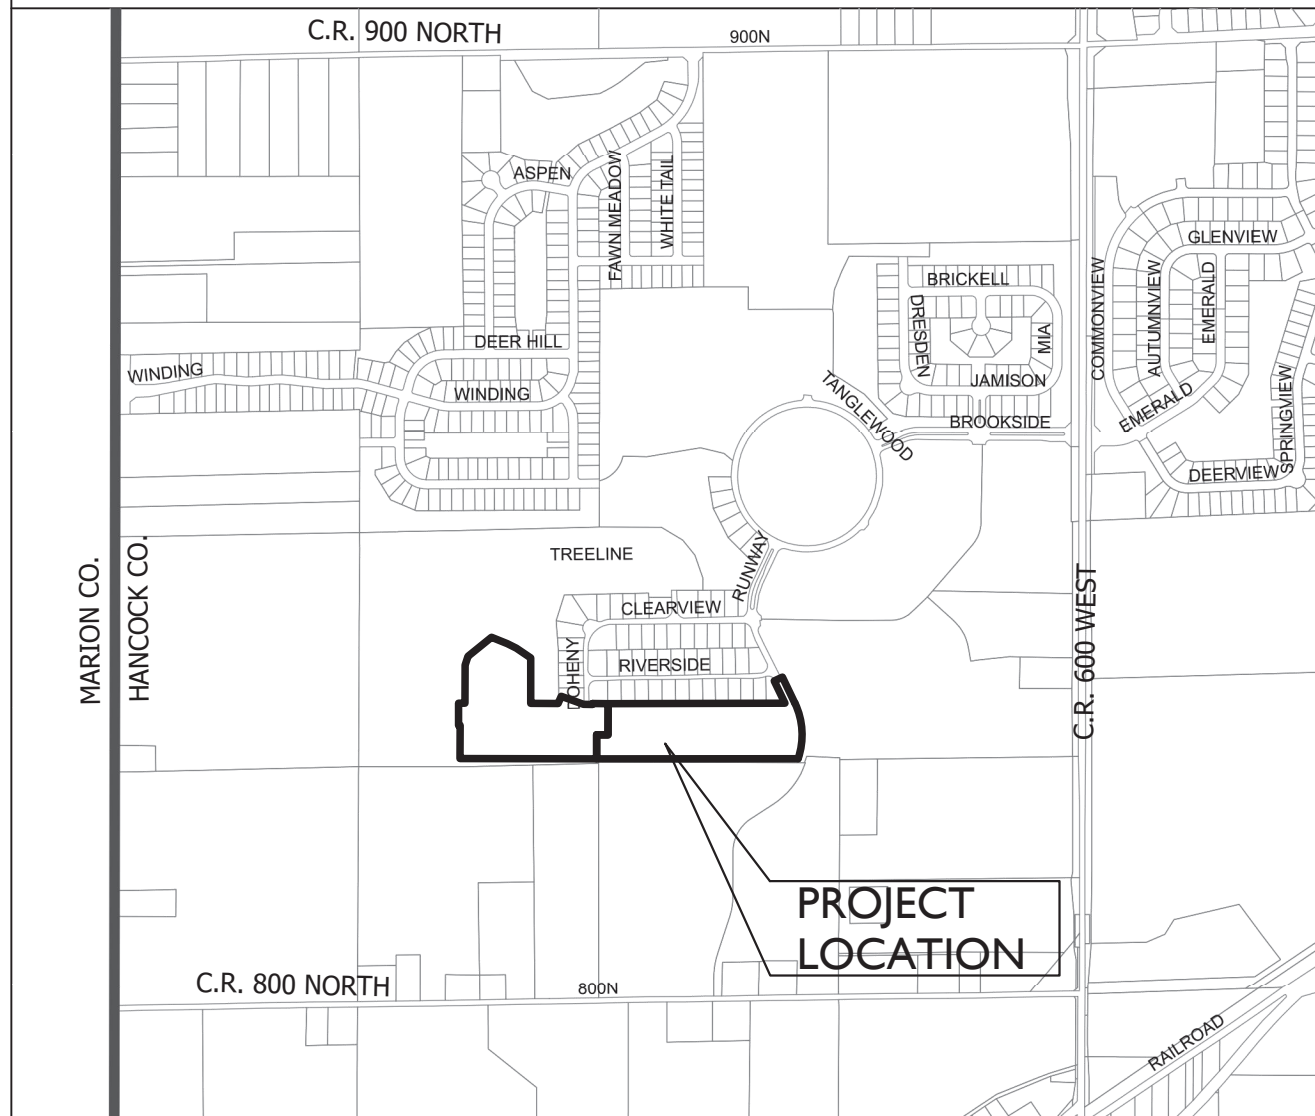 C.R. 900 NORTH
900N
ASPEN
FAWN MEADOW
WHITE TAIL
GLENVIEW
BRICKELL
COMMONVIEW
AUTUMNVIEW
EMERALD
DRESDEN
MIA
DEER HILL
WINDING
WINDING
JAMISON
TANGLEWOOD
BROOKSIDE
EMERALD
SPRINGVIEW
DEERVIEW
MARION CO.
HANCOCK CO.
TREELINE
RUNWAY
CLEARVIEW
C.R. 600 WEST
DOHENY
RIVERSIDE
PROJECT
LOCATION
C.R. 800 NORTH
800N
RAILROAD